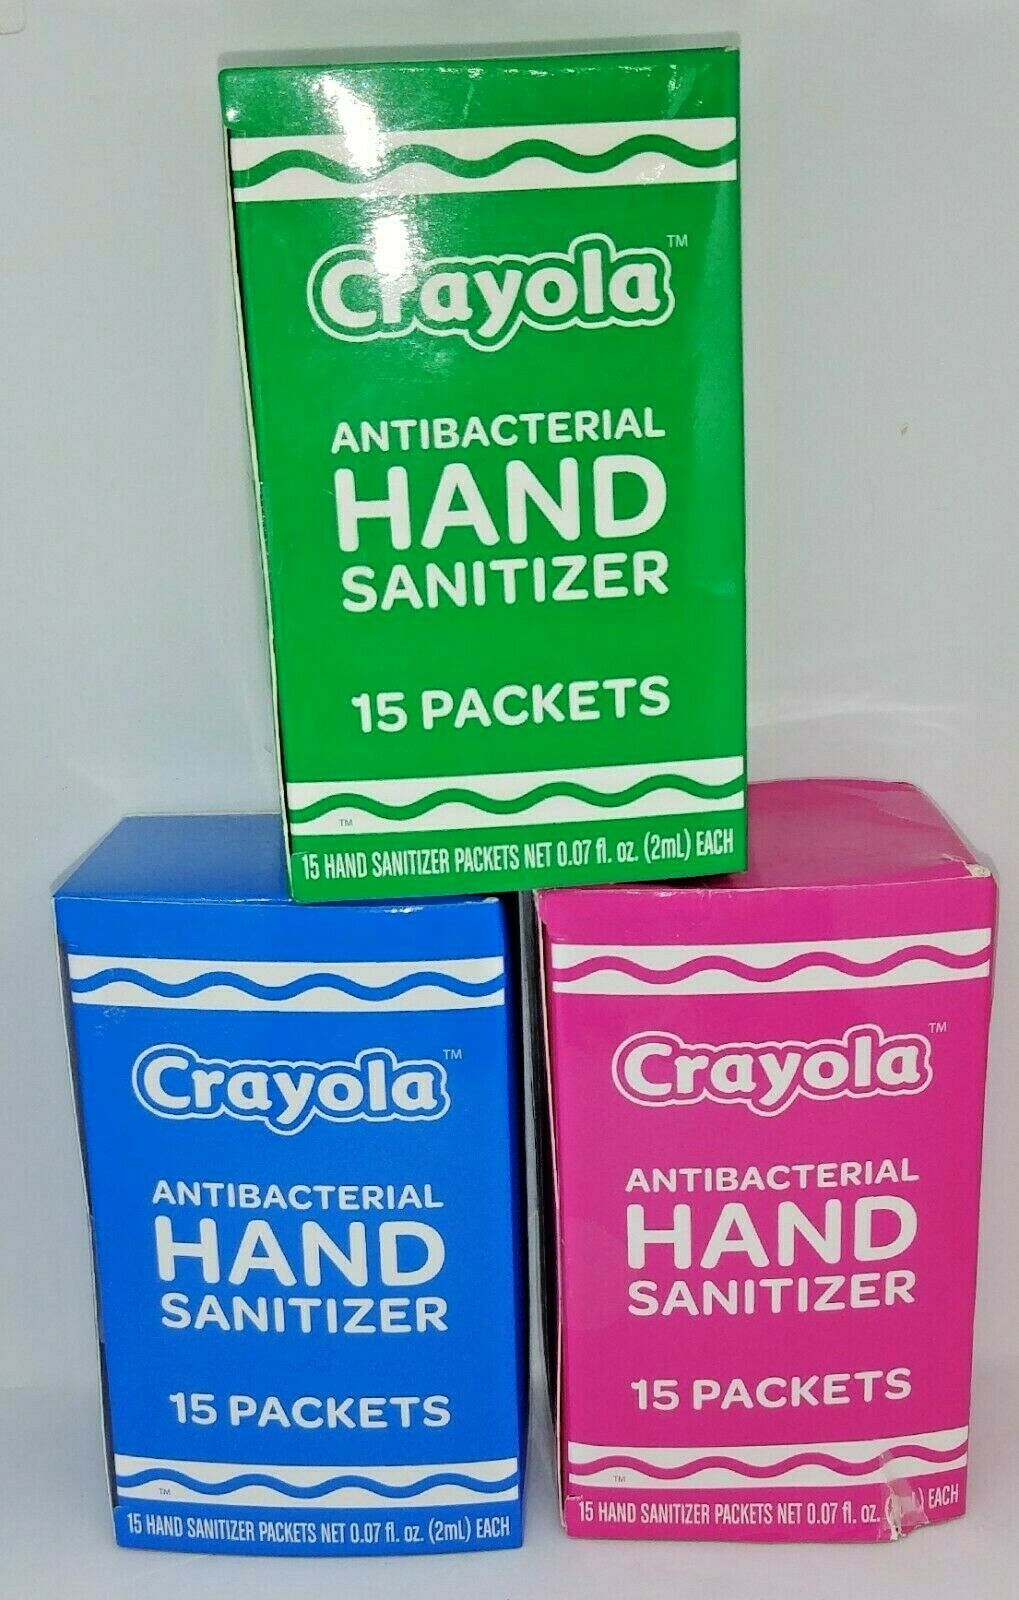 Crayola™
ANTIBACTERIAL
HAND
SANITIZER
15 PACKETS
™
15 HAND SANITIZER PACKETS NET 0.07 fl. oz. (2mL) EACH
Crayola™
ANTIBACTERIAL
HAND
SANITIZER
15 PACKETS
™
15 HAND SANITIZER PACKETS NET 0.07 fl. oz. (2mL) EACH
Crayola™
ANTIBACTERIAL
HAND
SANITIZER
15 PACKETS
™
15 HAND SANITIZER PACKETS NET 0.07 fl. oz. EACH